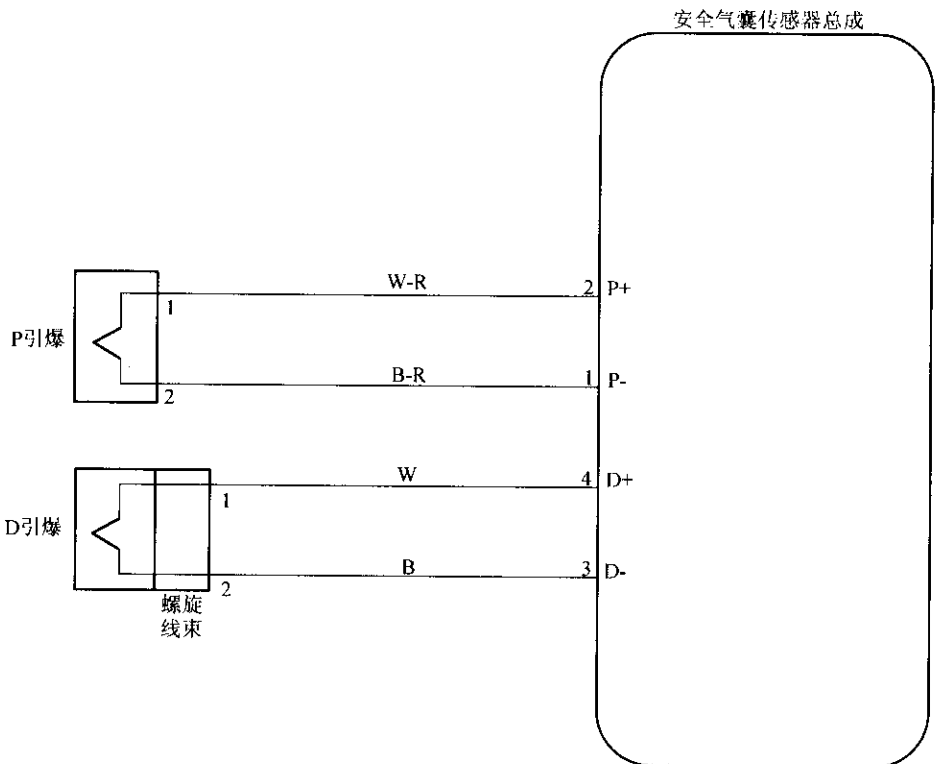 安全气囊传感器总成
W-R
2 P+
1
P引爆
B-R
1 P-
2
W
4 D+
1
D引爆
B
3 D-
2
螺旋
线束